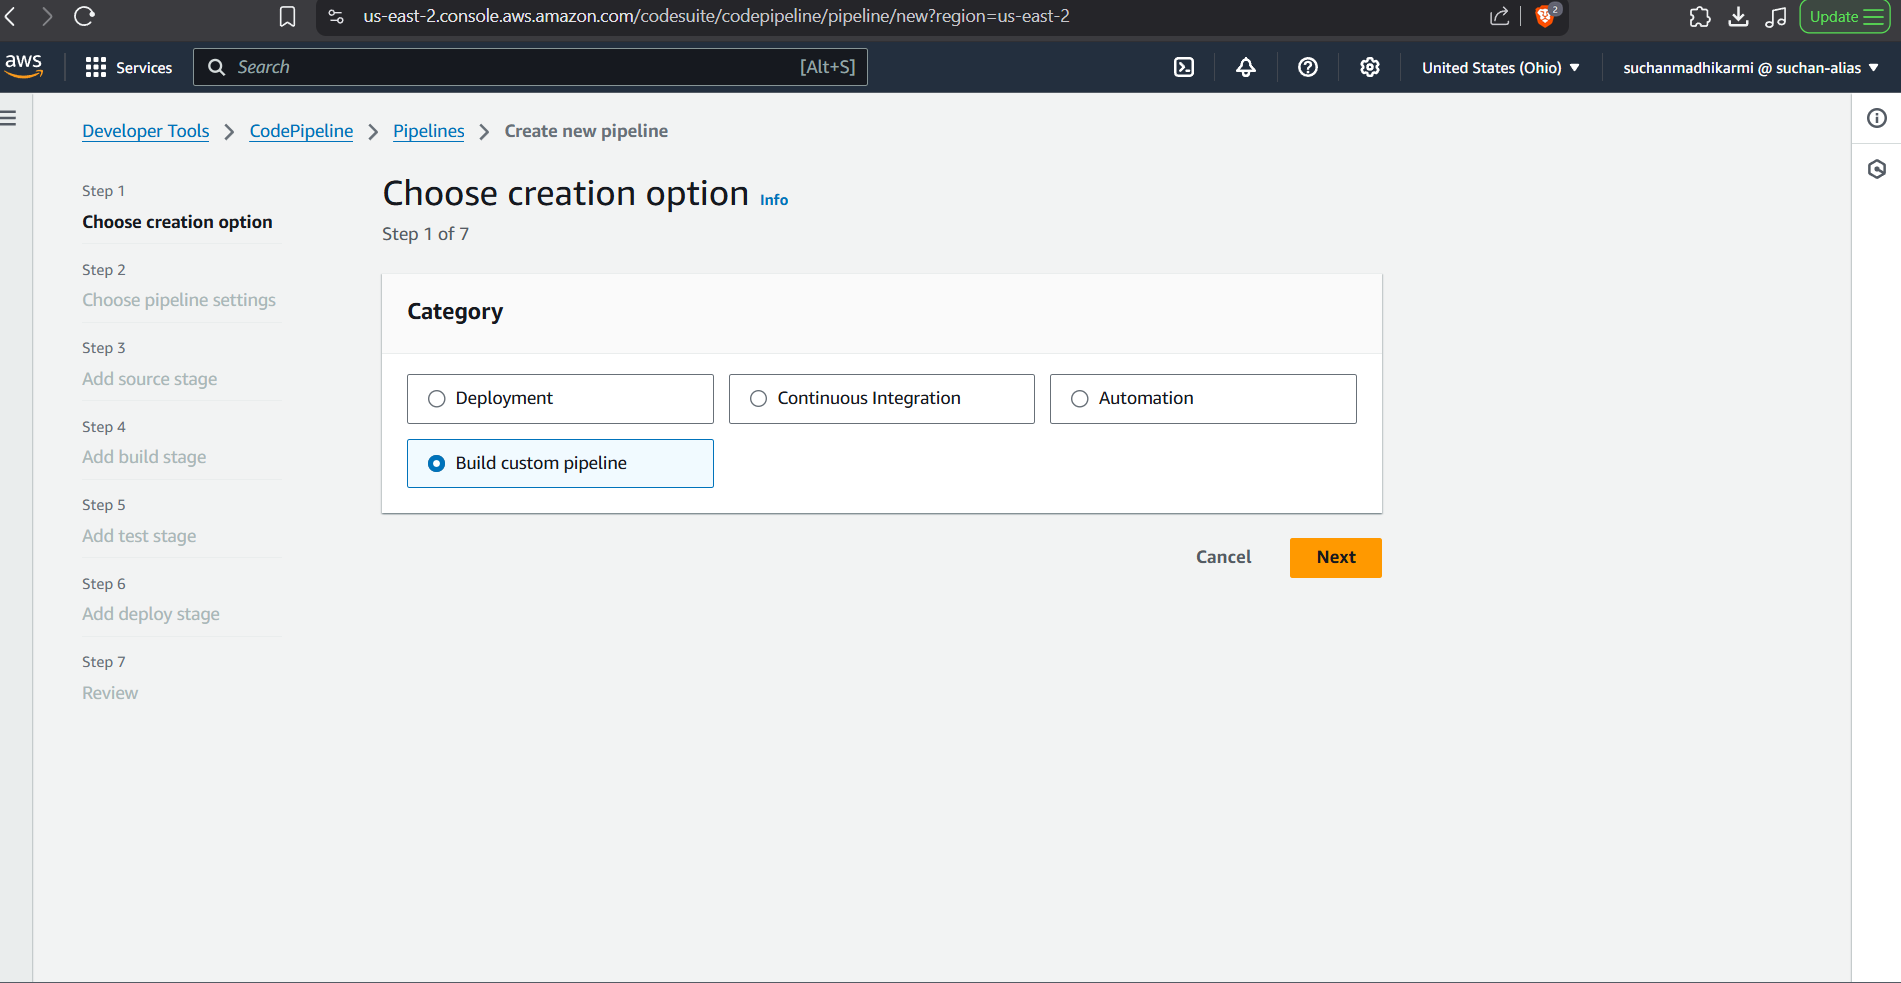 us-east-2.console.aws.amazon.com/codesuite/codepipeline/pipeline/new?region=us-east-2
2
Update
aws
Services
Search
[Alt+S]
United States (Ohio)
suchanmadhikarmi @ suchan-alias
Developer Tools
CodePipeline
Pipelines
Create new pipeline
Step 1
Choose creation option
Step 2
Choose pipeline settings
Step 3
Add source stage
Step 4
Add build stage
Step 5
Add test stage
Step 6
Add deploy stage
Step 7
Review
Choose creation option Info
Step 1 of 7
Category
Deployment
Continuous Integration
Automation
Build custom pipeline
Cancel
Next